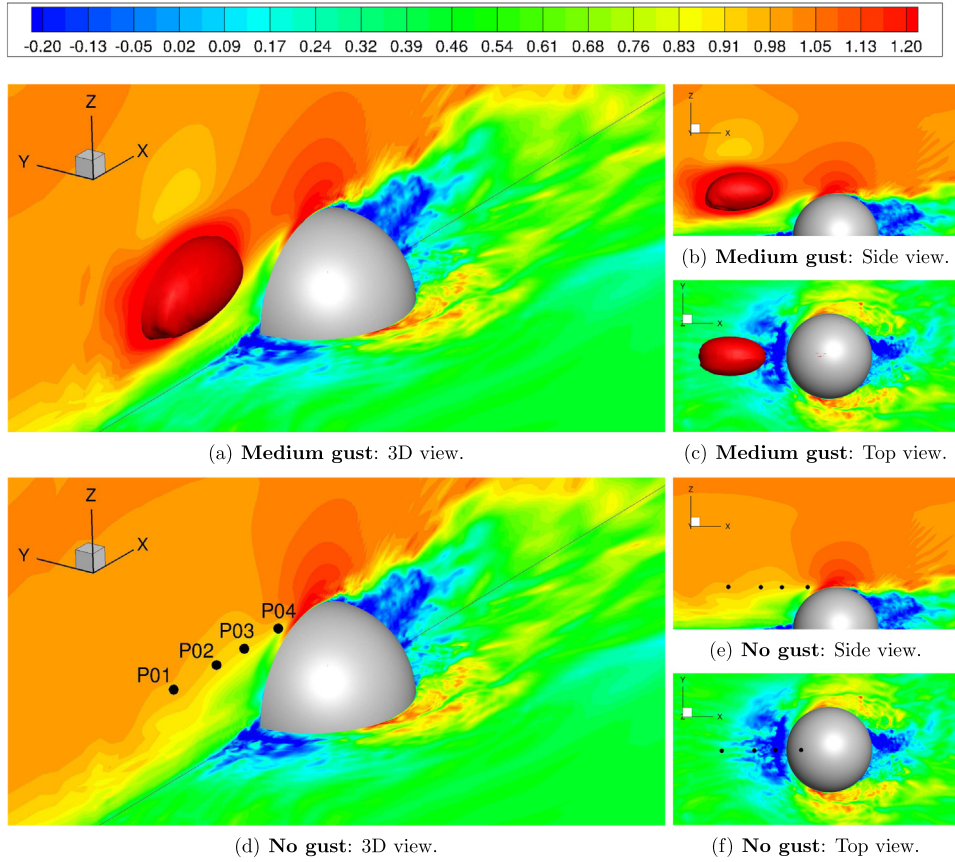 -0.20 -0.13 -0.05 0.02 0.09 0.17 0.24 0.32 0.39 0.46 0.54 0.61 0.68 0.76 0.83 0.91 0.98 1.05 1.13 1.20
Z
Y
X
(a) Medium gust: 3D view.
Z
X
(b) Medium gust: Side view.
Y
Z
X
(c) Medium gust: Top view.
Z
Y
X
P04
P03
P02
P01
(d) No gust: 3D view.
Z
Y
X
(e) No gust: Side view.
Y
Z
X
(f) No gust: Top view.